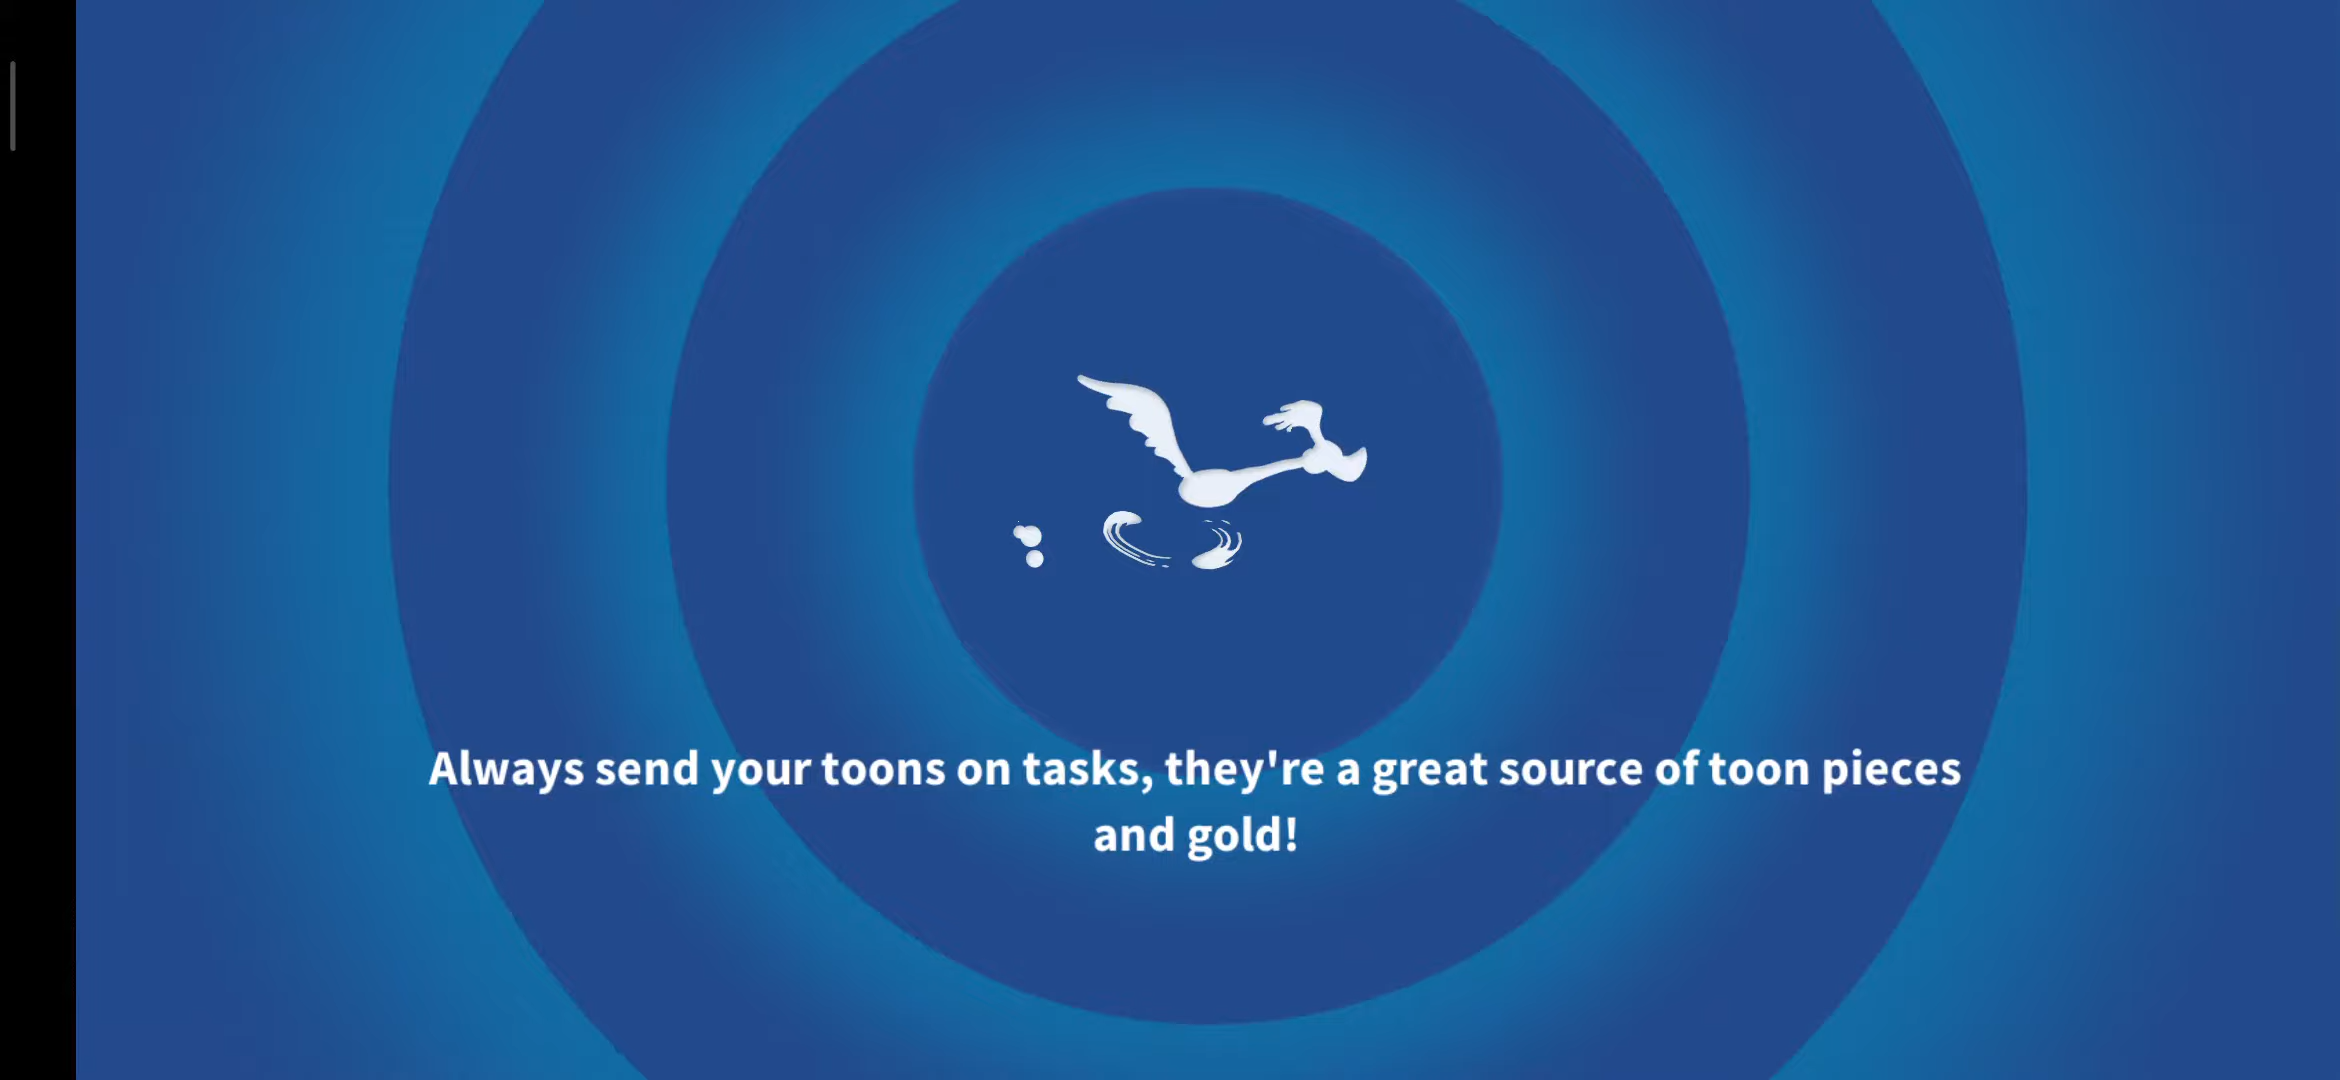 Always send your toons on tasks, they're a great source of toon pieces
and gold!